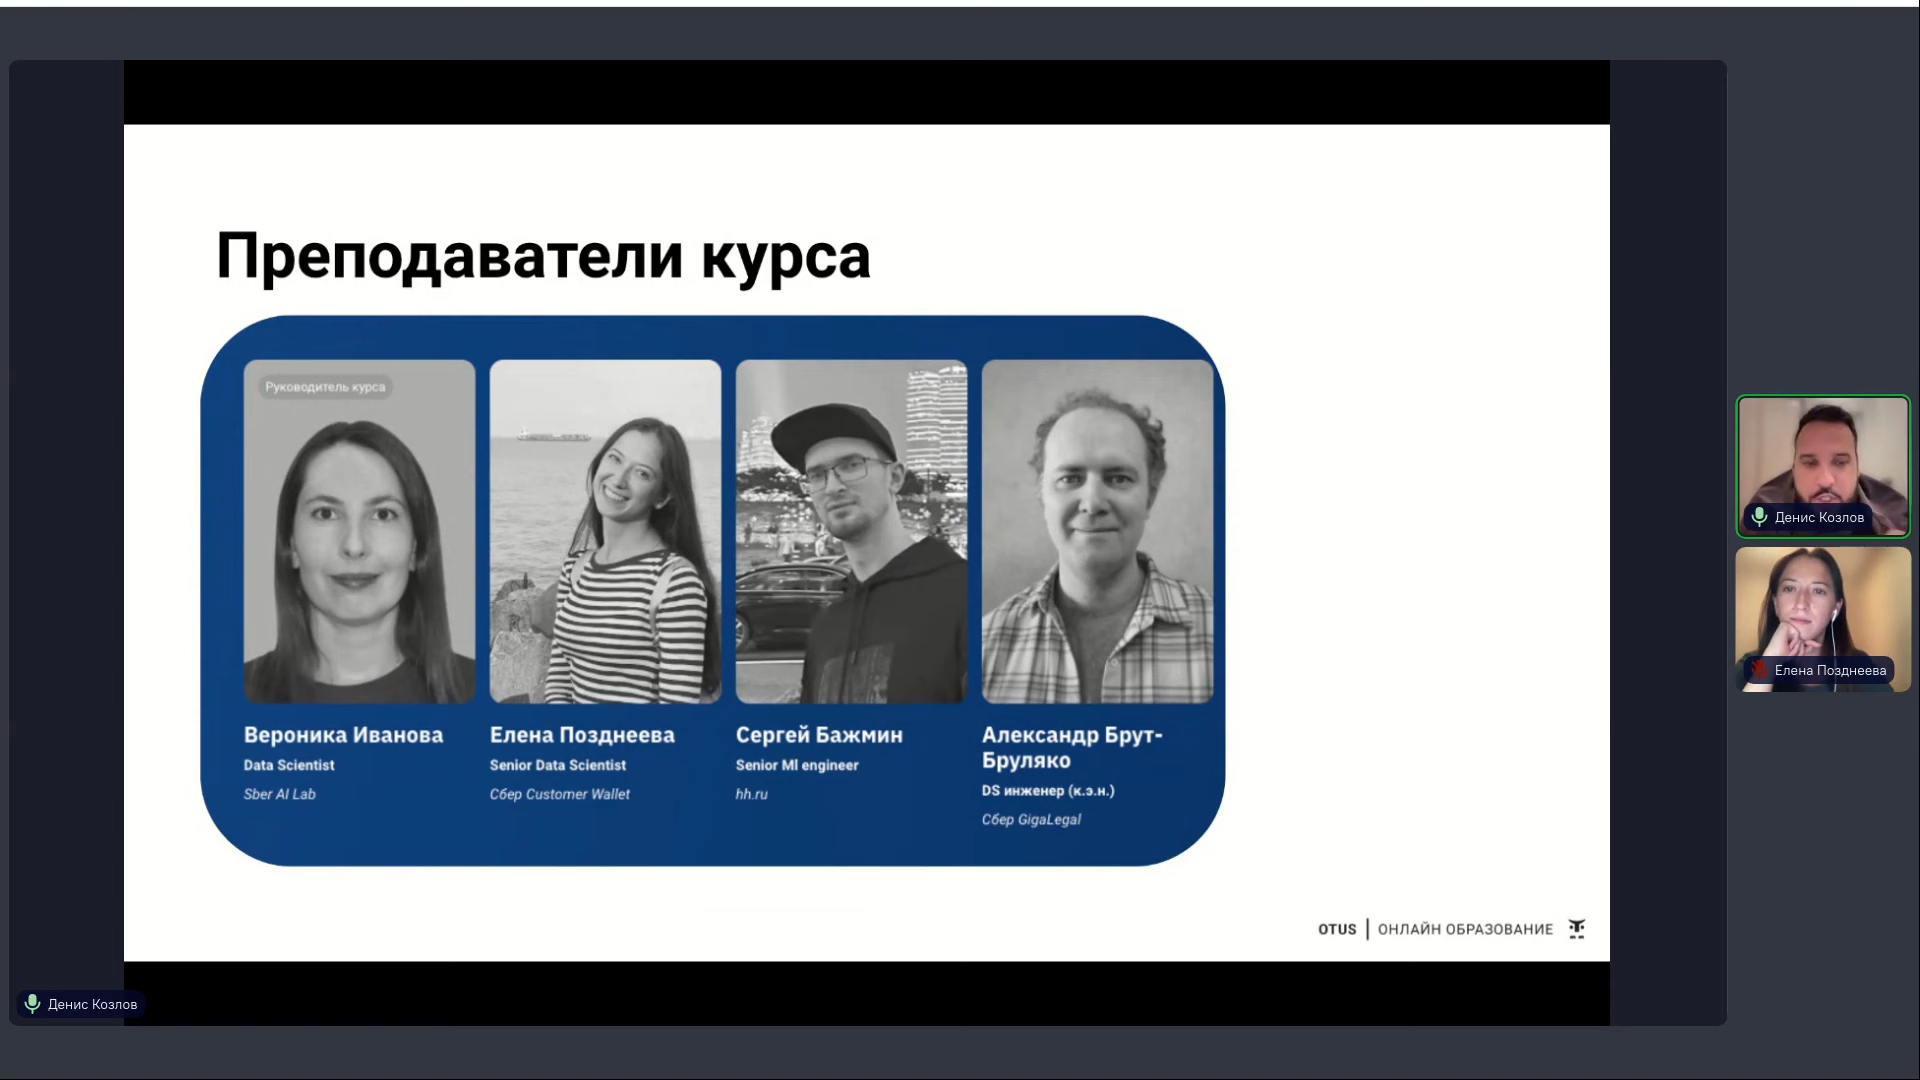 Преподаватели курса
Руководитель курса
Вероника Иванова
Data Scientist
Sber AI Lab
Елена Позднеева
Senior Data Scientist
Сбер Customer Wallet
Сергей Бажмин
Senior Ml engineer
hh.ru
Александр Брут-
Бруляко
DS инженер (к.э.н.)
Сбер GigaLegal
OTUS | ОНЛАЙН ОБРАЗОВАНИЕ
Денис Козлов
Елена Позднеева
Денис Козлов